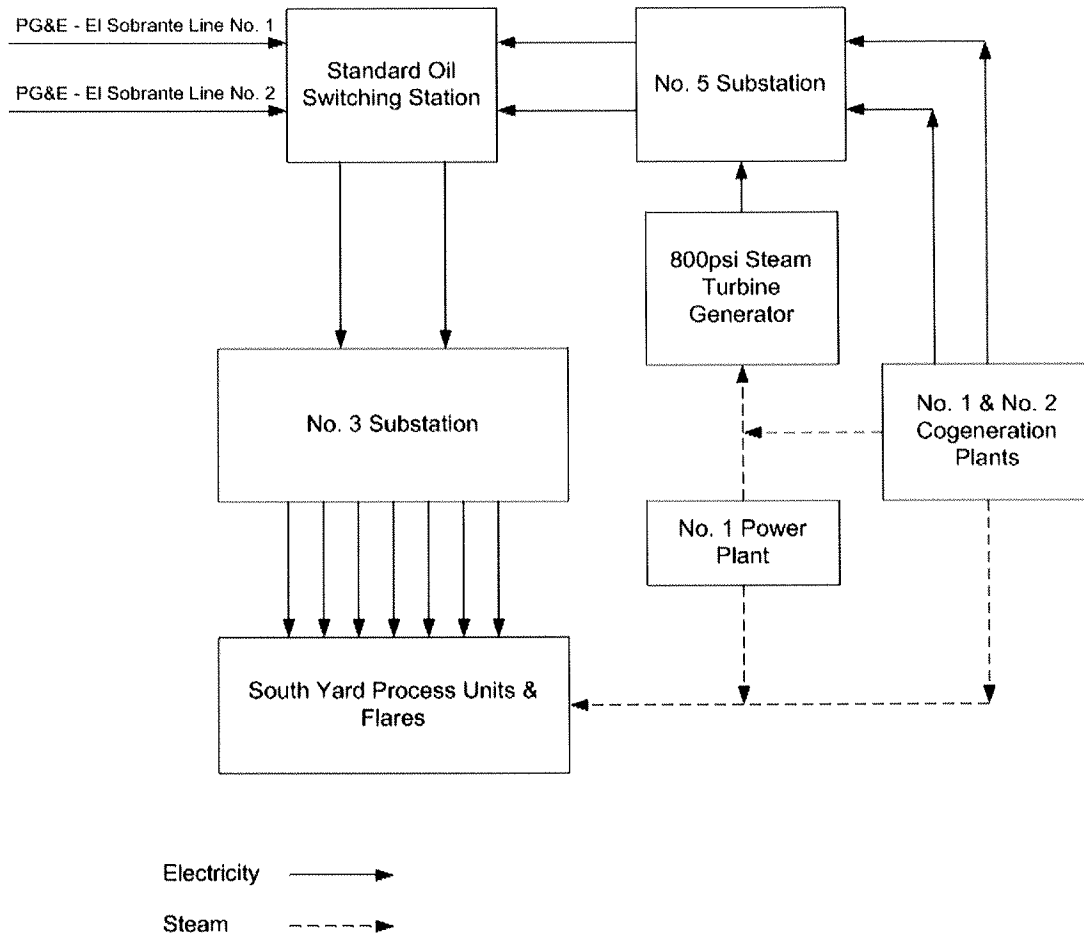 PG&E - El Sobrante Line No. 1
PG&E - El Sobrante Line No. 2
Standard Oil
Switching Station
No. 5 Substation
800psi Steam
Turbine
Generator
No. 3 Substation
No. 1 & No. 2
Cogeneration
Plants
No. 1 Power
Plant
South Yard Process Units &
Flares
Electricity
Steam